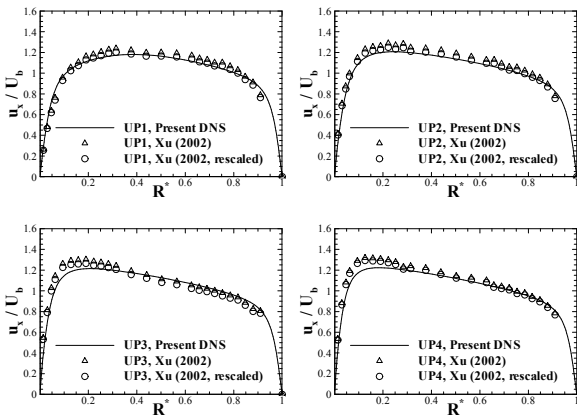 u_x / U_b
1.6
1.4
1.2
1
0.8
0.6
0.4
0.2
0
UP1, Present DNS
UP1, Xu (2002)
UP1, Xu (2002, rescaled)
0.2 0.4 0.6 0.8 1
R*
u_x / U_b
1.6
1.4
1.2
1
0.8
0.6
0.4
0.2
0
UP2, Present DNS
UP2, Xu (2002)
UP2, Xu (2002, rescaled)
0.2 0.4 0.6 0.8 1
R*
u_x / U_b
1.6
1.4
1.2
1
0.8
0.6
0.4
0.2
0
UP3, Present DNS
UP3, Xu (2002)
UP3, Xu (2002, rescaled)
0.2 0.4 0.6 0.8 1
R*
u_x / U_b
1.6
1.4
1.2
1
0.8
0.6
0.4
0.2
0
UP4, Present DNS
UP4, Xu (2002)
UP4, Xu (2002, rescaled)
0.2 0.4 0.6 0.8 1
R*